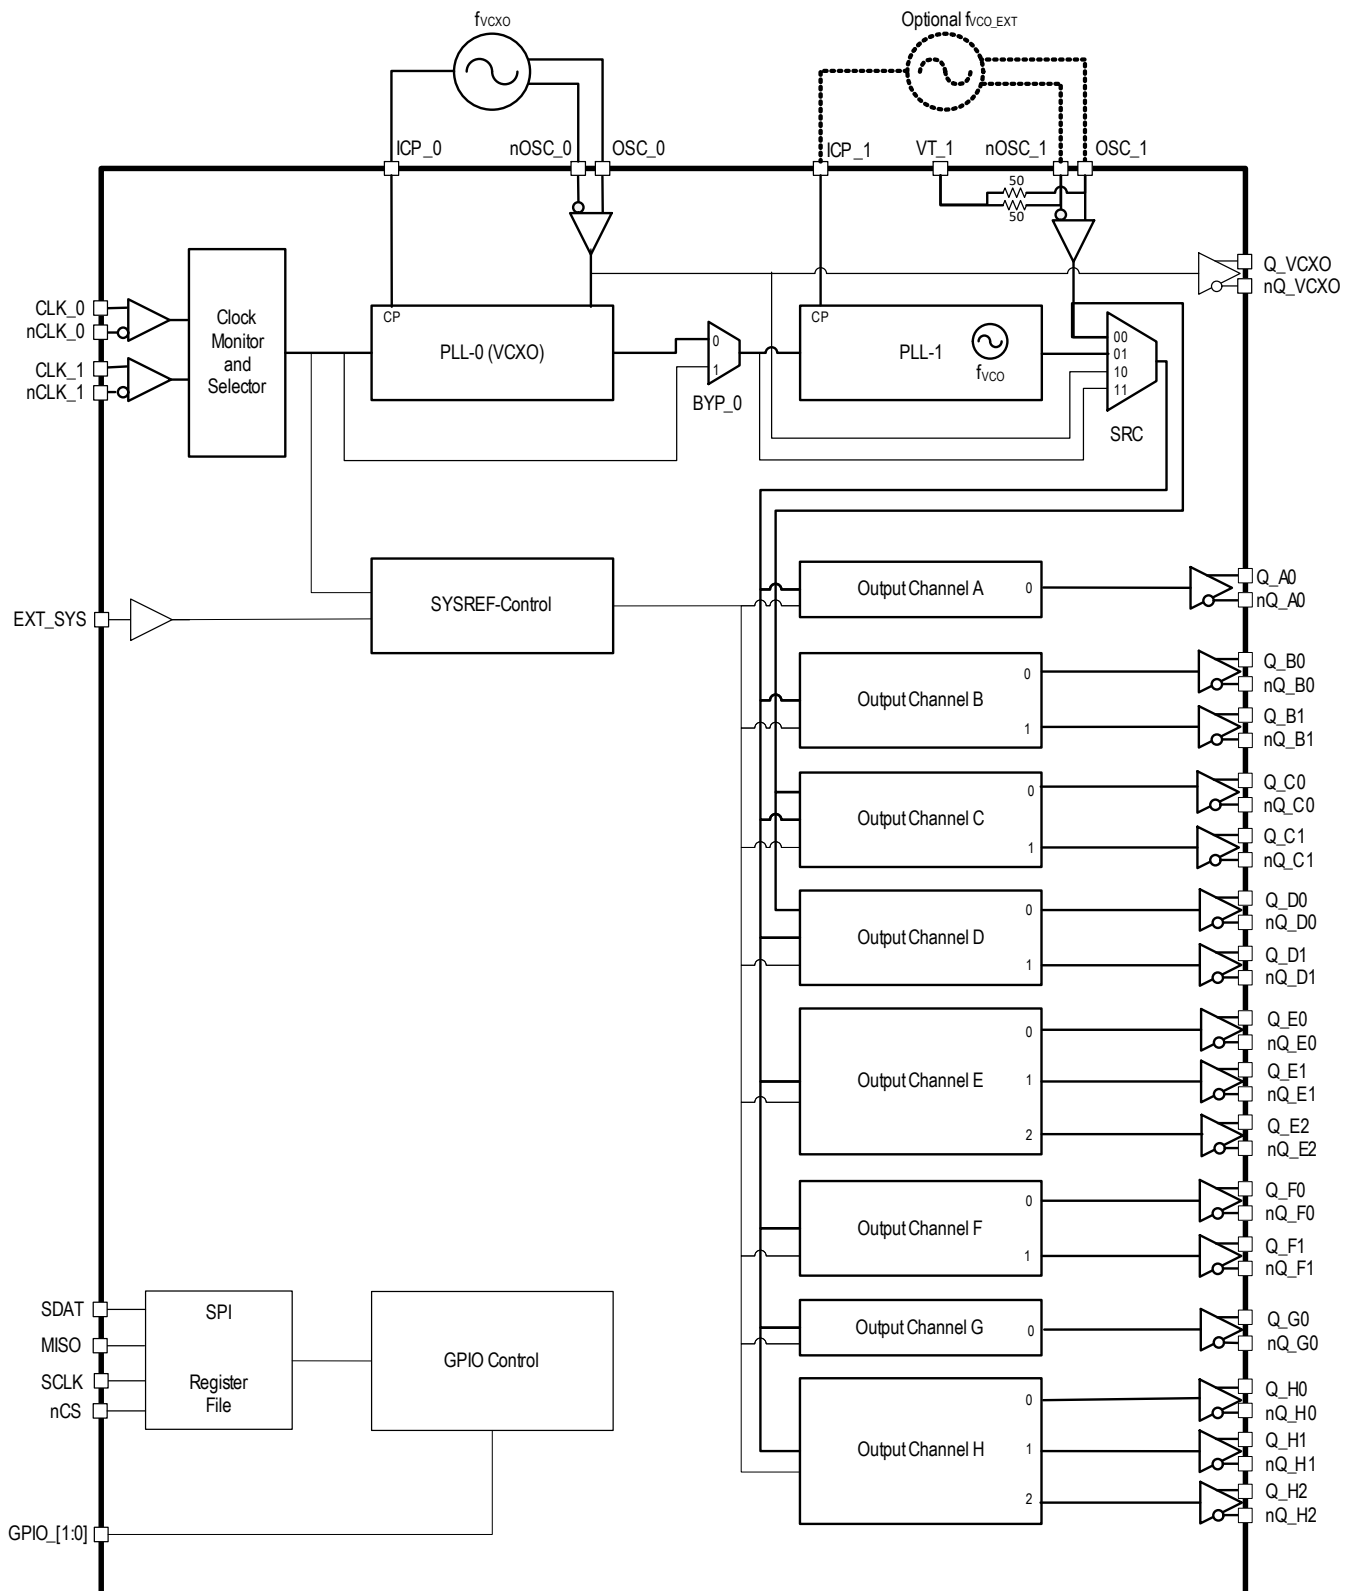 fVCXO
Optional fVCO_EXT
ICP_0
nOSC_0
OSC_0
ICP_1
VT_1
nOSC_1
OSC_1
50
50
Q_VCXO
nQ_VCXO
CLK_0
nCLK_0
CLK_1
nCLK_1
Clock
Monitor
and
Selector
CP
PLL-0 (VCXO)
0
1
BYP_0
CP
PLL-1
fVCO
00
01
10
11
SRC
EXT_SYS
SYSREF-Control
Output Channel A
0
Q_A0
nQ_A0
Output Channel B
0
1
Q_B0
nQ_B0
Q_B1
nQ_B1
Output Channel C
0
1
Q_C0
nQ_C0
Q_C1
nQ_C1
Output Channel D
0
1
Q_D0
nQ_D0
Q_D1
nQ_D1
Output Channel E
0
1
2
Q_E0
nQ_E0
Q_E1
nQ_E1
Q_E2
nQ_E2
Output Channel F
0
1
Q_F0
nQ_F0
Q_F1
nQ_F1
Output Channel G
0
Q_G0
nQ_G0
Output Channel H
0
1
2
Q_H0
nQ_H0
Q_H1
nQ_H1
Q_H2
nQ_H2
SDAT
MISO
SCLK
nCS
SPI
Register
File
GPIO Control
GPIO_[1:0]